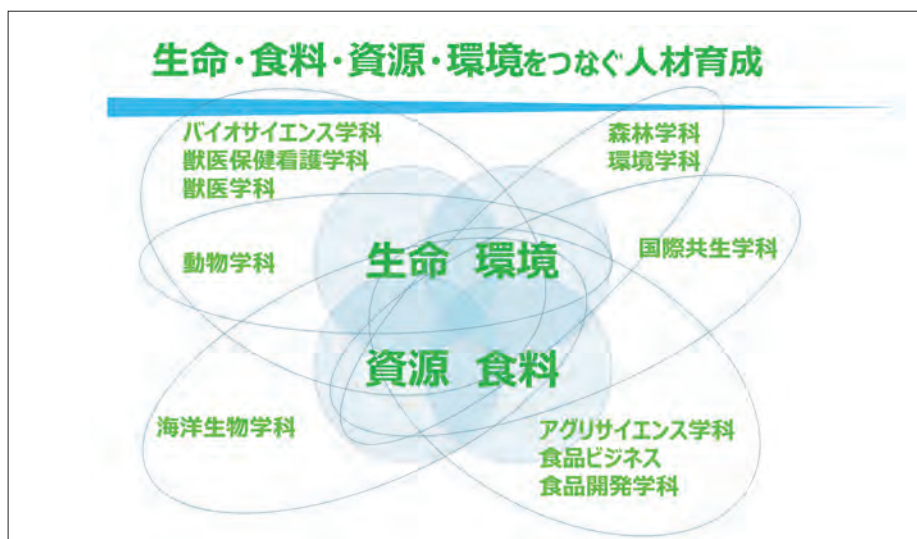 生命・食料・資源・環境をつなぐ人材育成
バイオサイエンス学科
獣医保健看護学科
獣医学科
森林学科
環境学科
動物学科
生命 環境
国際共生学科
資源 食料
海洋生物学科
アグリサイエンス学科
食品ビジネス
食品開発学科